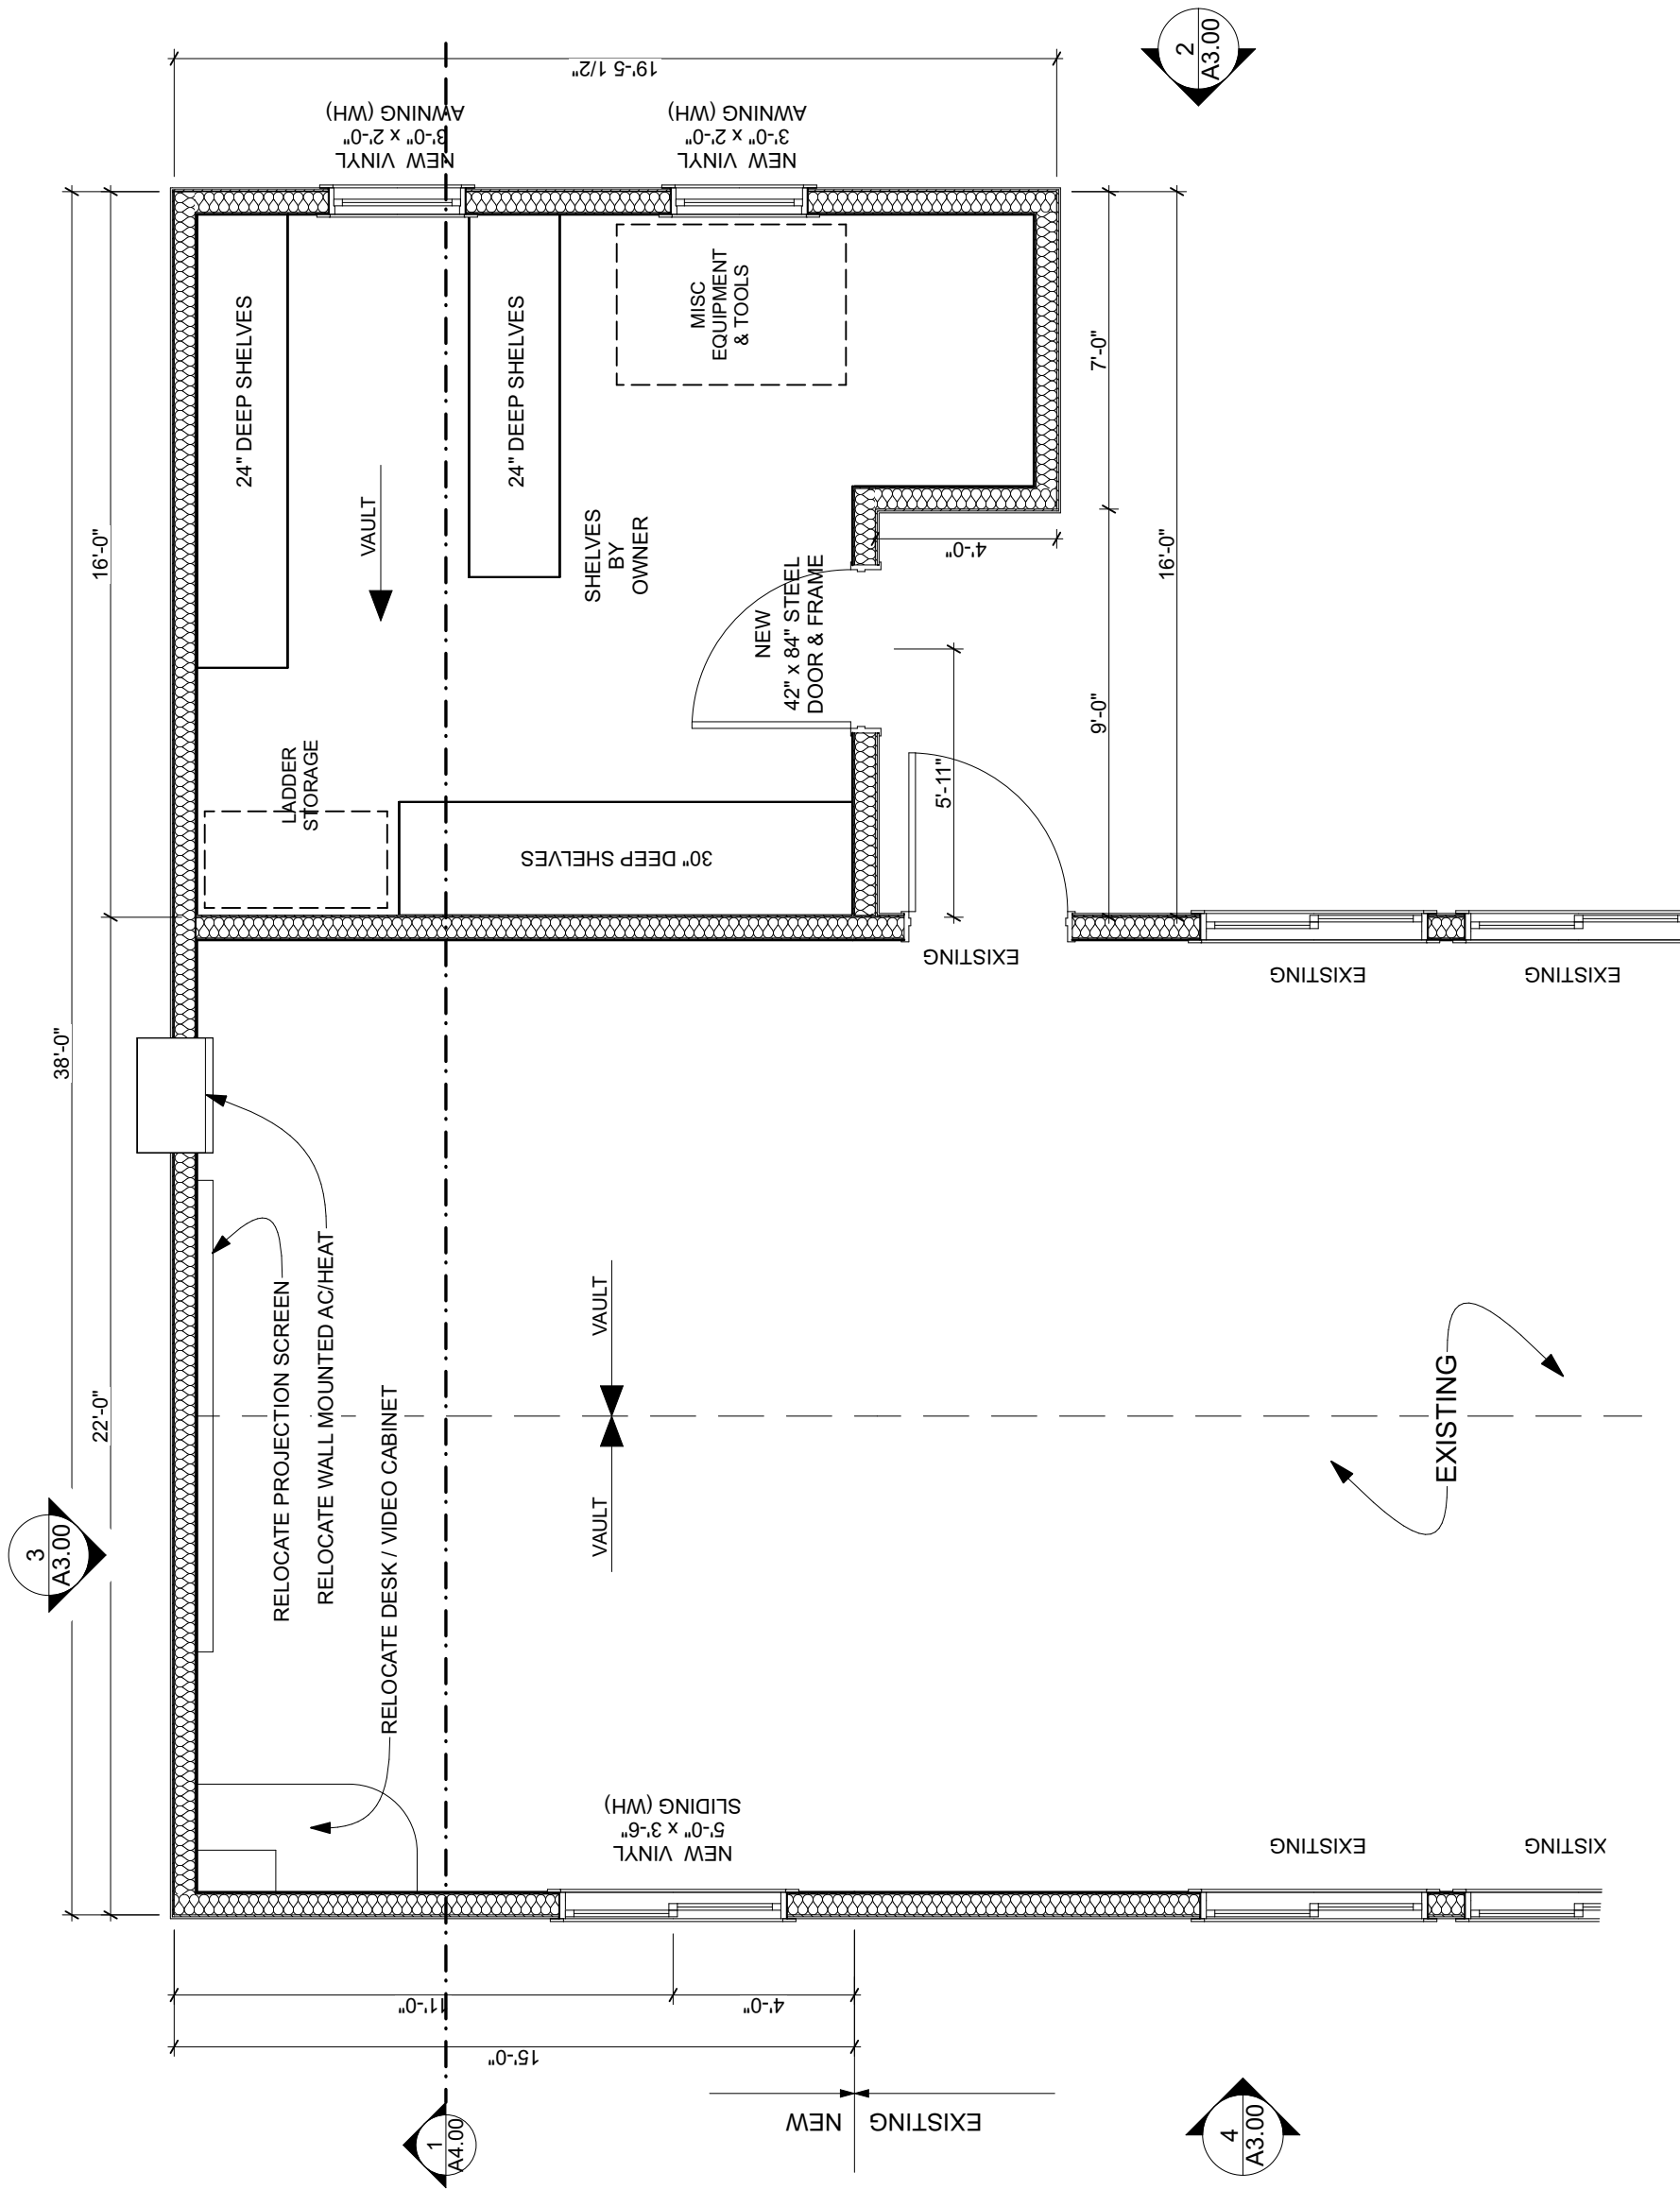 3
A3.00
38'-0"
22'-0"
16'-0"
RELOCATE PROJECTION SCREEN
RELOCATE WALL MOUNTED AC/HEAT
RELOCATE DESK / VIDEO CABINET
LADDER
STORAGE
VAULT
24" DEEP SHELVES
24" DEEP SHELVES
SHELVES
BY
OWNER
30" DEEP SHELVES
MISC
EQUIPMENT
& TOOLS
NEW
42" x 84" STEEL
DOOR & FRAME
NEW VINYL
3'-0" x 2'-0"
AWNING (WH)
NEW VINYL
3'-0" x 2'-0"
AWNING (WH)
19'-5 1/2"
1
A4.00
11'-0"
4'-0"
15'-0"
NEW VINYL
5'-0" x 3'-6"
SLIDING (WH)
VAULT
VAULT
NEW
EXISTING
4'-0"
5'-11"
9'-0"
7'-0"
16'-0"
EXISTING
EXISTING
EXISTING
EXISTING
EXISTING
XISTING
4
A3.00
2
A3.00